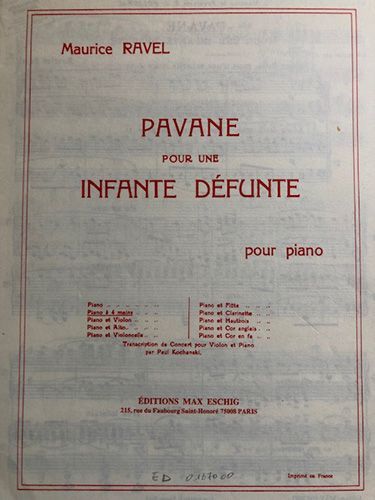 Maurice RAVEL
PAVANE
POUR UNE
INFANTE DÉFUNTE
pour piano
Piano .. .. .. .. .. ..
Piano à 4 mains .. ..
Piano et Violon .. ..
Piano et Alto .. ..
Piano et Violoncelle .. ..
Piano et Flûte .. ..
Piano et Clarinette .. ..
Piano et Hautbois .. ..
Piano et Cor anglais .. ..
Piano et Cor en fa .. ..
Transcription de Concert pour Violon et Piano
par Paul Kochanski.
ÉDITIONS MAX ESCHIG
215, rue du Faubourg Saint-Honoré 75008 PARIS
ED 0167000
Imprimé en France